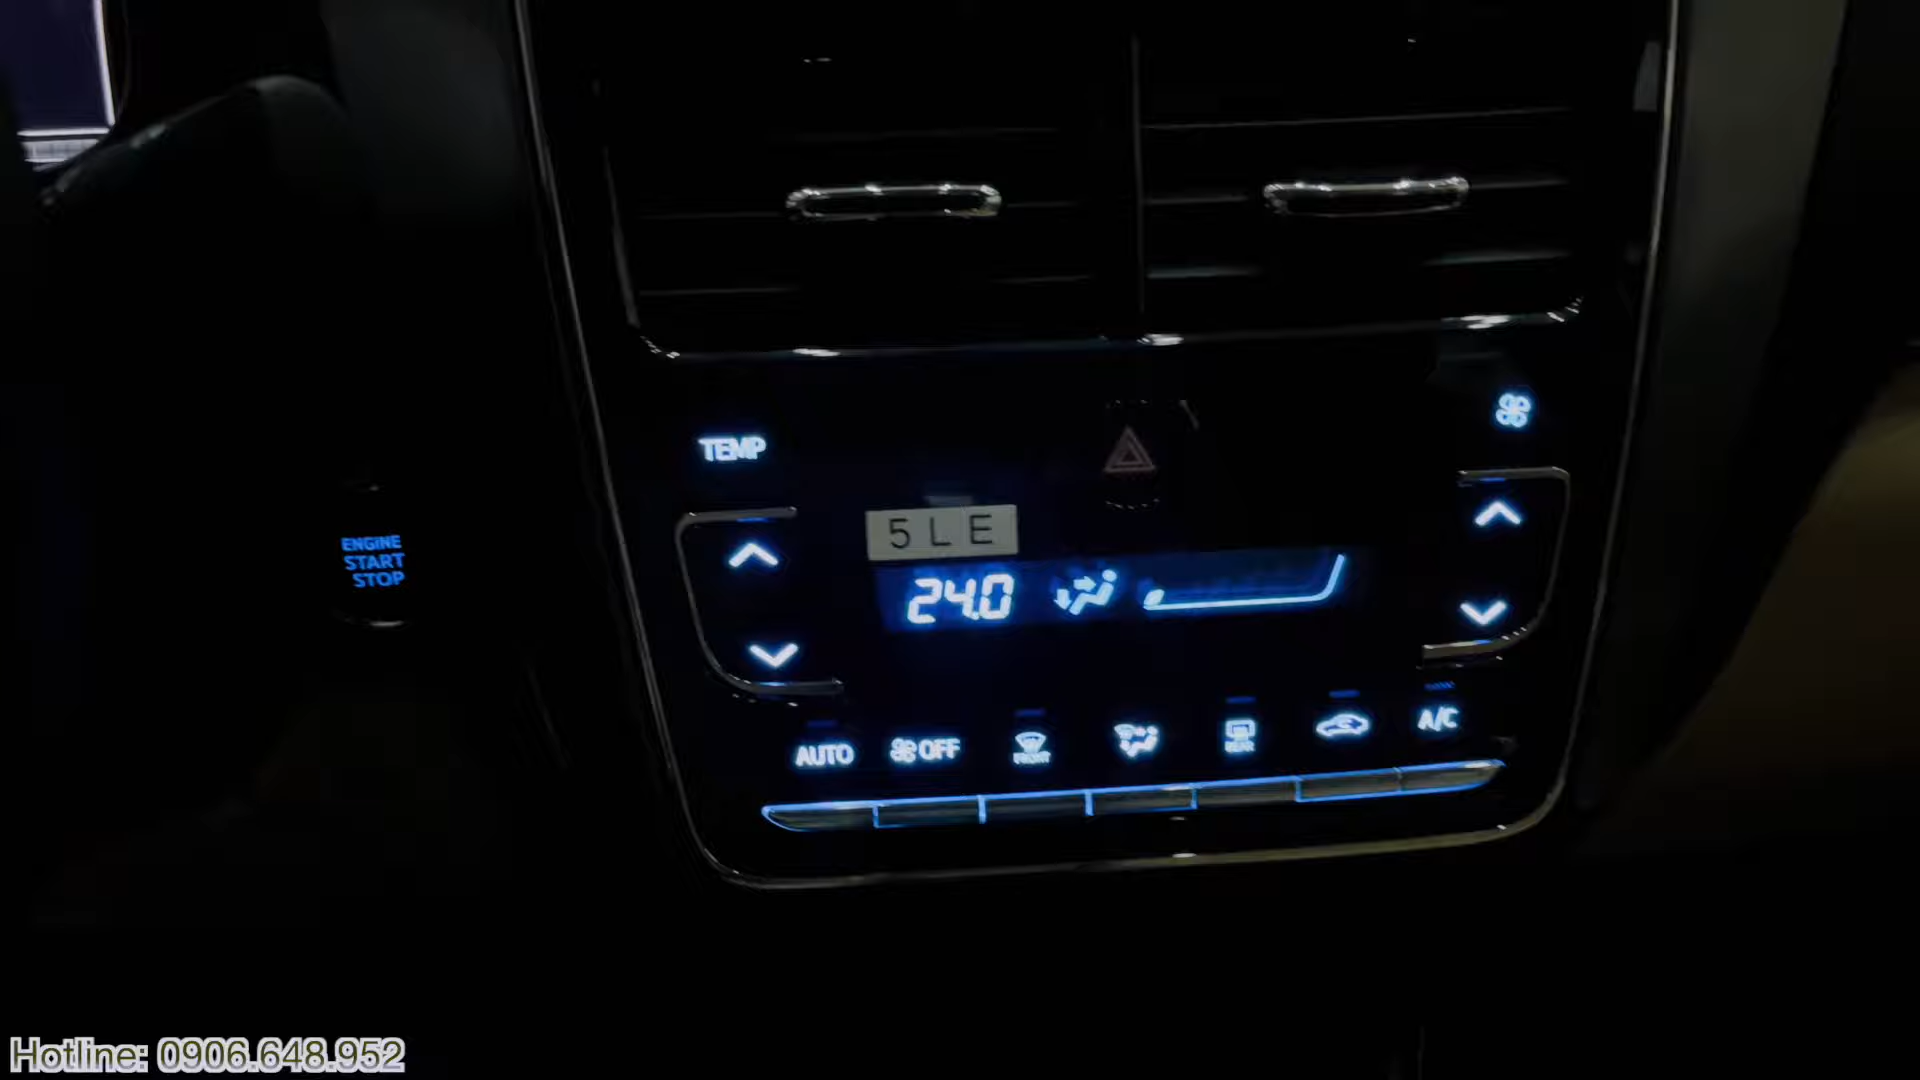 TEMP
5LE
ENGINE
START
STOP
24.0
AUTO
OFF
FRONT
REAR
A/C
Hotline: 0906.648.952